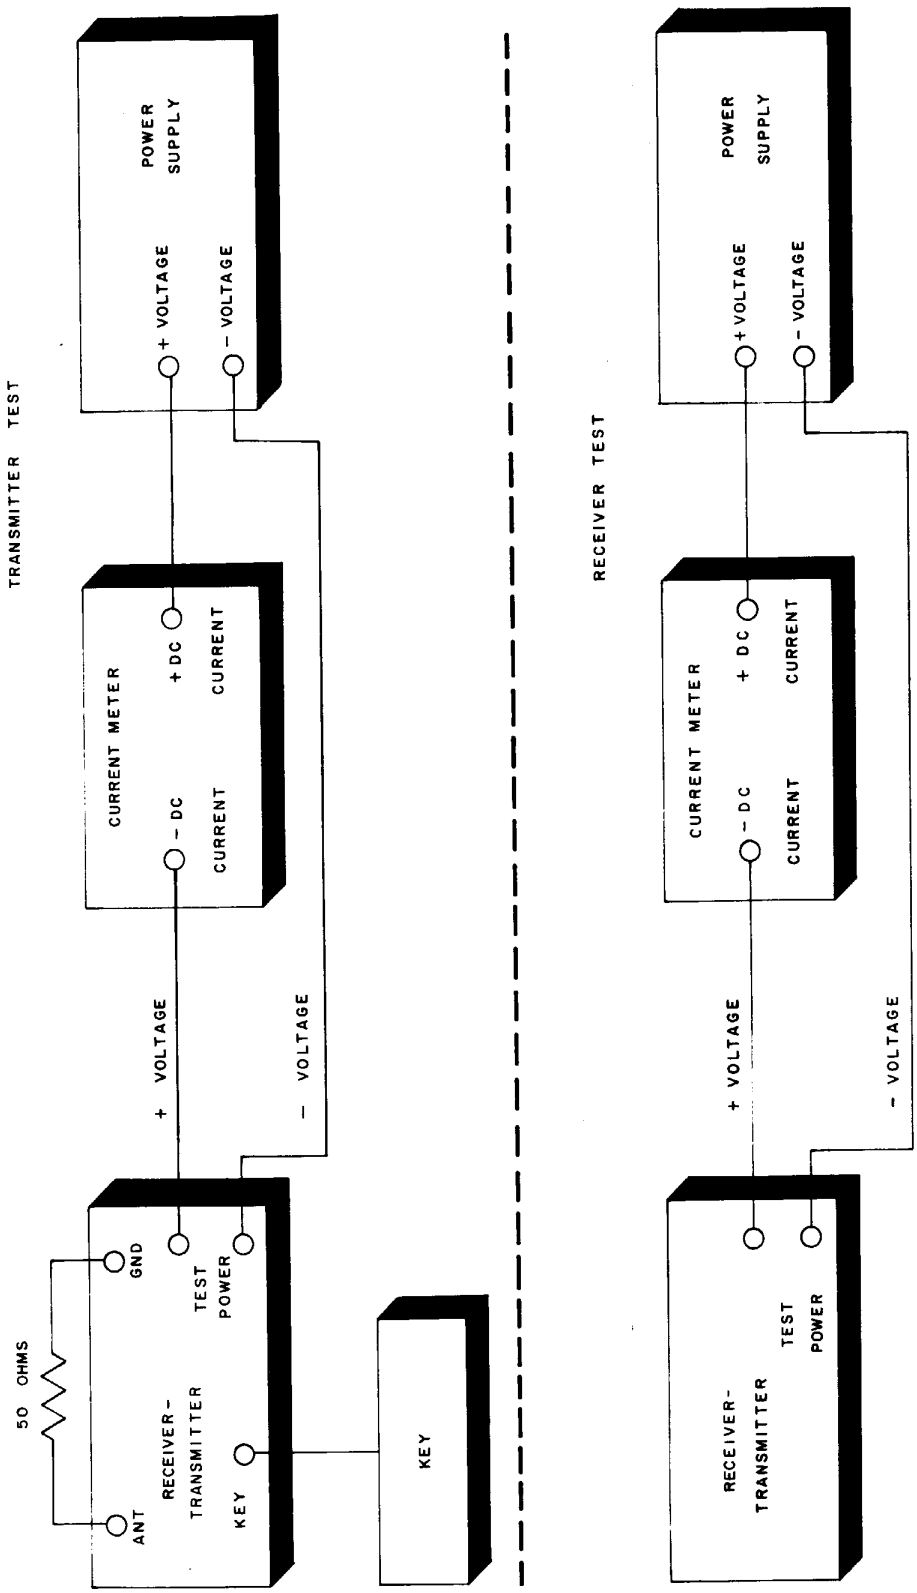 TRANSMITTER TEST
50 OHMS
ANT
GND
RECEIVER-
TRANSMITTER
KEY
TEST
POWER
+ VOLTAGE
- VOLTAGE
CURRENT METER
- DC
CURRENT
+ DC
CURRENT
POWER
SUPPLY
+ VOLTAGE
- VOLTAGE
KEY
RECEIVER TEST
RECEIVER-
TRANSMITTER
TEST
POWER
+ VOLTAGE
- VOLTAGE
CURRENT METER
- DC
CURRENT
+ DC
CURRENT
POWER
SUPPLY
+ VOLTAGE
- VOLTAGE